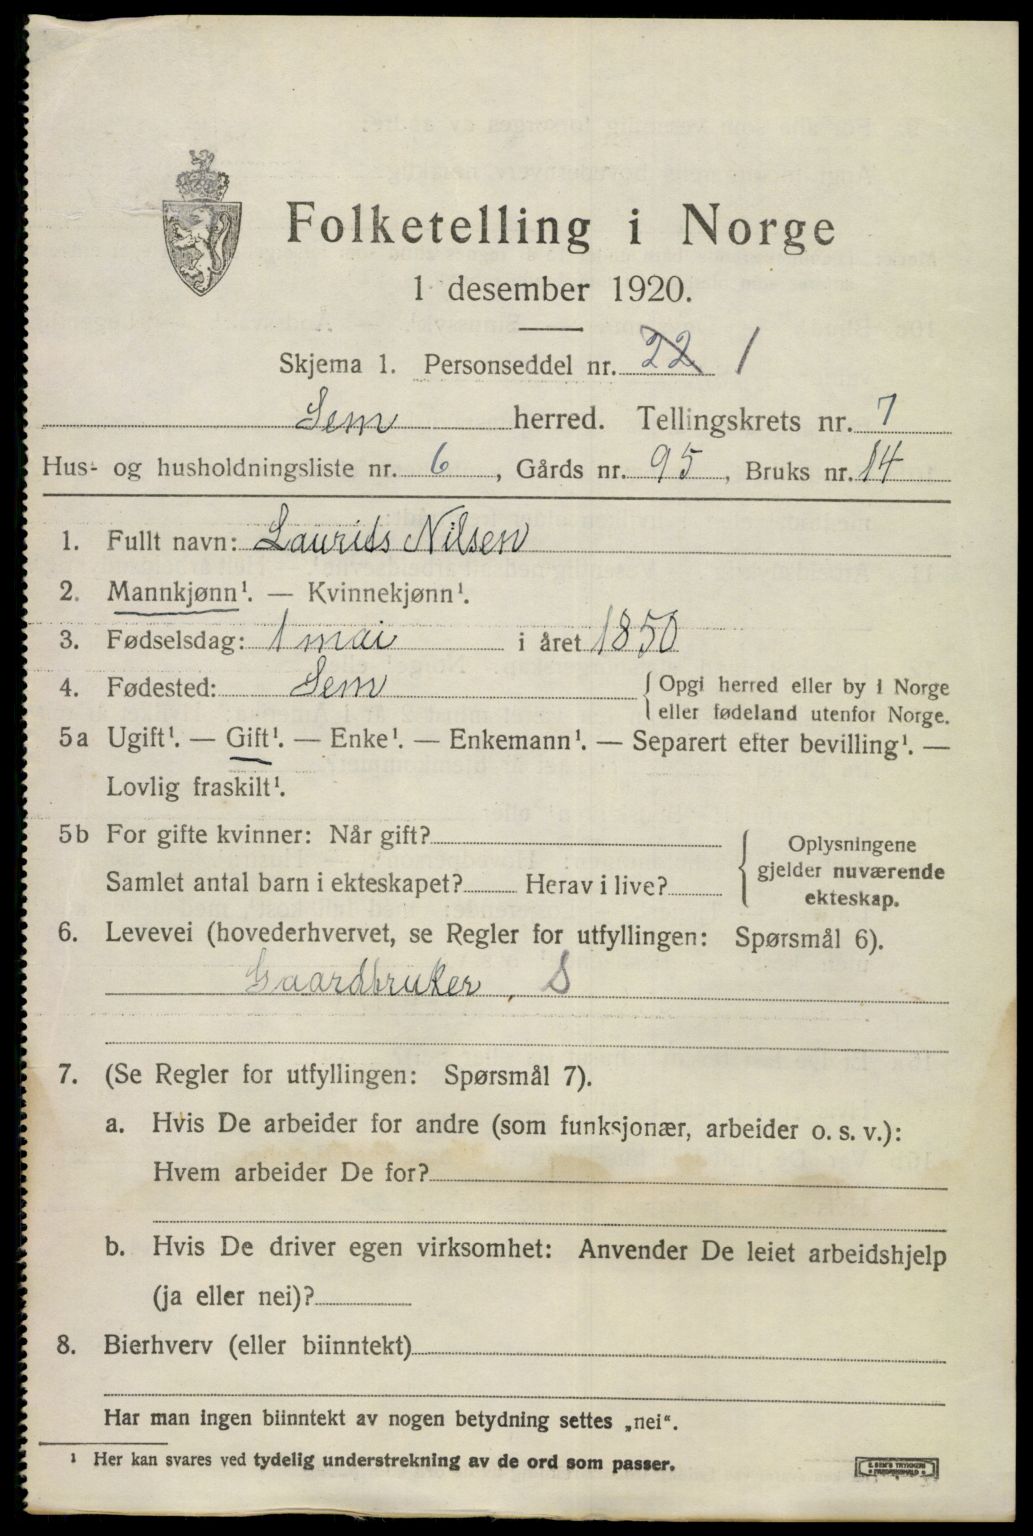 Folketelling i Norge
1 desember 1920.
Skjema 1. Personseddel nr. 22 1
Sem herred. Tellingskrets nr. 7
Hus- og husholdningsliste nr. 6, Gårds nr. 95, Bruks nr. 14
1. Fullt navn: Laurits Nilsen
2. Mannkjønn¹. — Kvinnekjønn¹.
3. Fødselsdag: 1 mai i året 1850
4. Fødested: Sem { Opgi herred eller by i Norge
eller fødeland utenfor Norge.
5a Ugift¹. — Gift¹. — Enke¹. — Enkemann¹. — Separert efter bevilling¹. —
Lovlig fraskilt¹.
5b For gifte kvinner: Når gift?
Samlet antal barn i ekteskapet? Herav i live?
{ Oplysningene
gjelder nuværende
ekteskap.
6. Levevei (hovederhvervet, se Regler for utfyllingen: Spørsmål 6).
Gaardbruker S
7. (Se Regler for utfyllingen: Spørsmål 7).
a. Hvis De arbeider for andre (som funksjonær, arbeider o. s. v.):
Hvem arbeider De for?
b. Hvis De driver egen virksomhet: Anvender De leiet arbeidshjelp
(ja eller nei)?
8. Bierhverv (eller biinntekt)
Har man ingen biinntekt av nogen betydning settes „nei“.
¹ Her kan svares ved tydelig understrekning av de ord som passer.